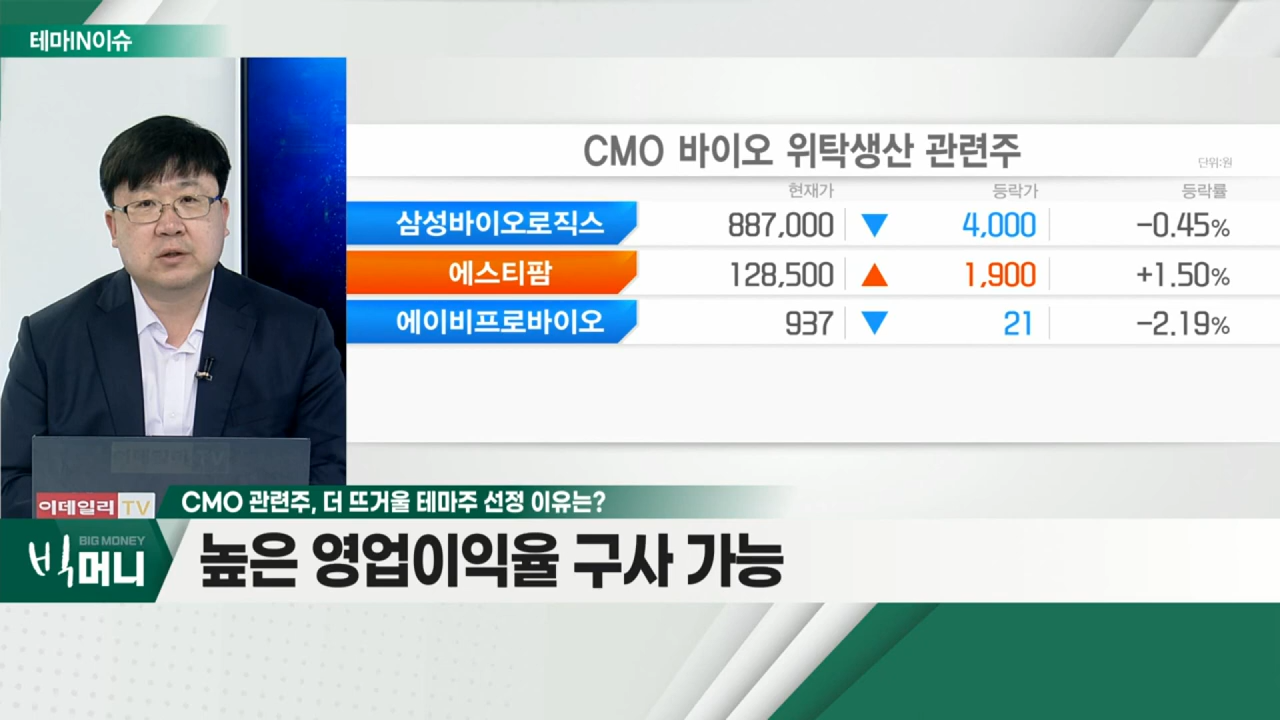 테마IN이슈
CMO 바이오 위탁생산 관련주
단위:원
현재가 등락가 등락률
삼성바이오로직스 887,000 ▼ 4,000 -0.45%
에스티팜 128,500 ▲ 1,900 +1.50%
에이비프로바이오 937 ▼ 21 -2.19%
이데일리TV
이데일리 TV
CMO 관련주, 더 뜨거울 테마주 선정 이유는?
BIG MONEY
빅머니
높은 영업이익율 구사 가능